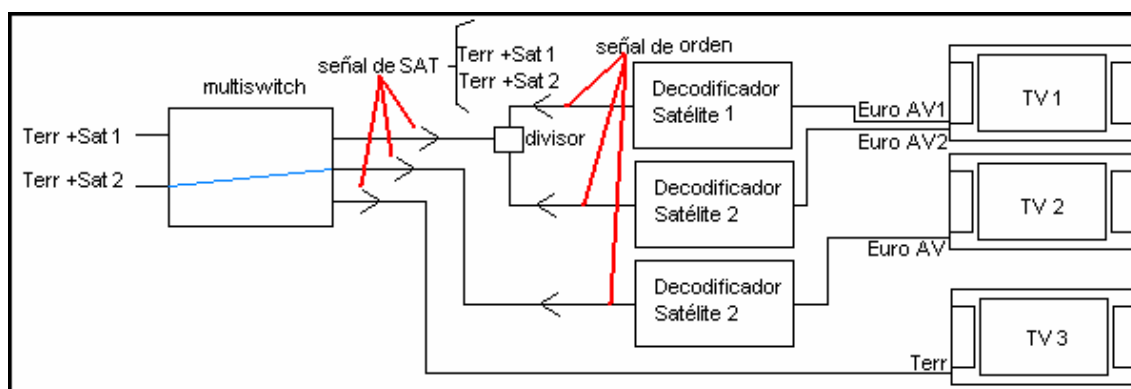 señal de SAT
Terr +Sat 1
Terr +Sat 2
señal de orden
multiswitch
Terr +Sat 1
Terr +Sat 2
divisor
Decodificador
Satélite 1
Decodificador
Satélite 2
Decodificador
Satélite 2
Euro AV1
Euro AV2
Euro AV
Terr
TV 1
TV 2
TV 3